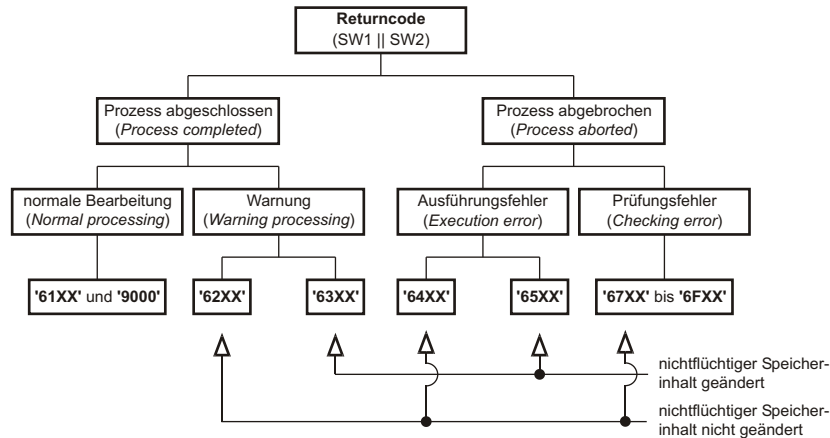 Returncode
(SW1 || SW2)
Prozess abgeschlossen
(Process completed)
Prozess abgebrochen
(Process aborted)
normale Bearbeitung
(Normal processing)
Warnung
(Warning processing)
Ausführungsfehler
(Execution error)
Prüfungsfehler
(Checking error)
'61XX' und '9000'
'62XX'
'63XX'
'64XX'
'65XX'
'67XX' bis '6FXX'
nichtflüchtiger Speicher-
inhalt geändert
nichtflüchtiger Speicher-
inhalt nicht geändert